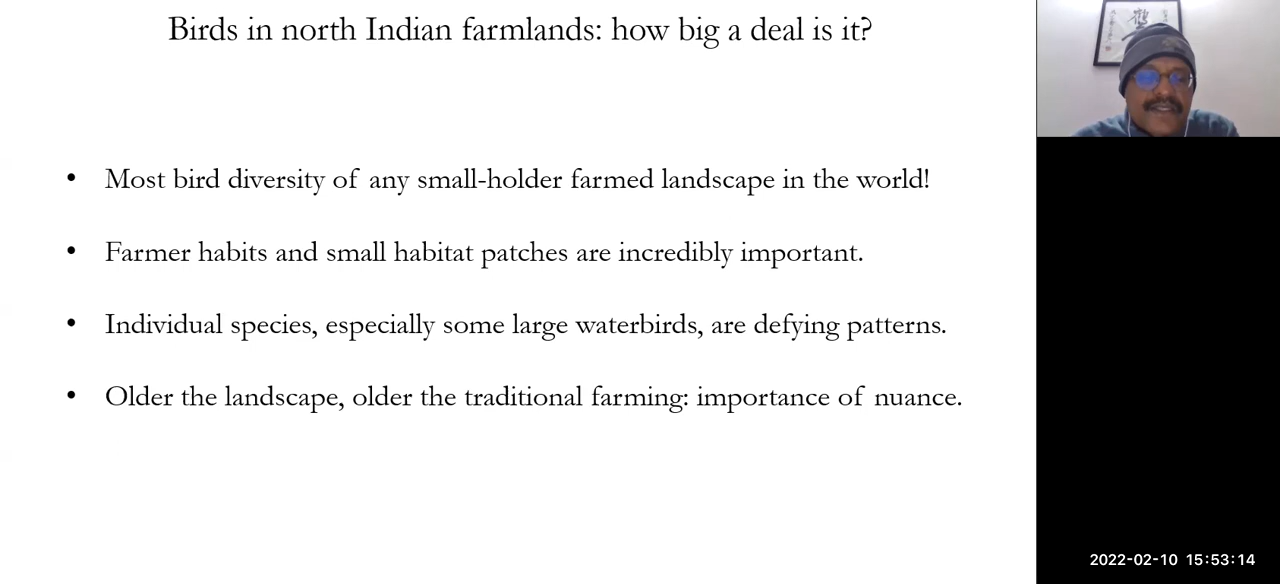 Birds in north Indian farmlands: how big a deal is it?
• Most bird diversity of any small-holder farmed landscape in the world!
• Farmer habits and small habitat patches are incredibly important.
• Individual species, especially some large waterbirds, are defying patterns.
• Older the landscape, older the traditional farming: importance of nuance.
2022-02-10 15:53:14